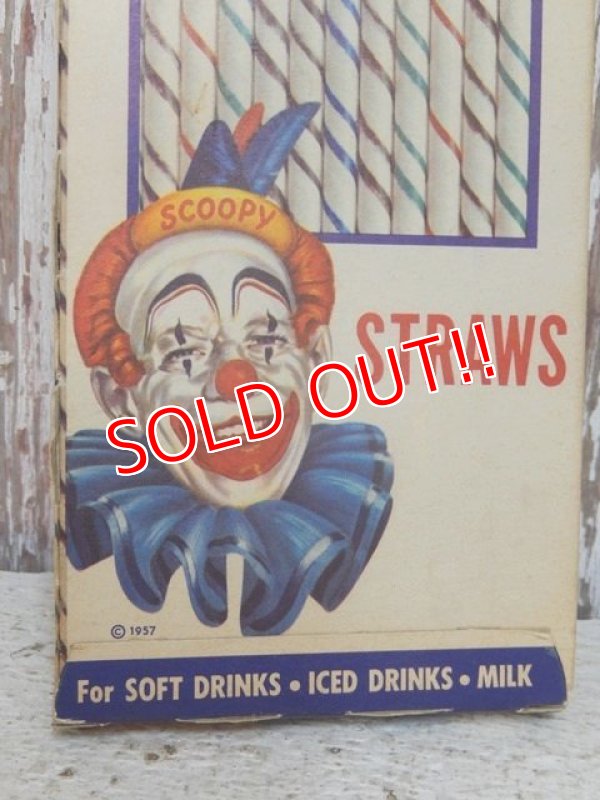 SCOOPY
STRAWS
SOLD OUT!!
© 1957
For SOFT DRINKS • ICED DRINKS • MILK